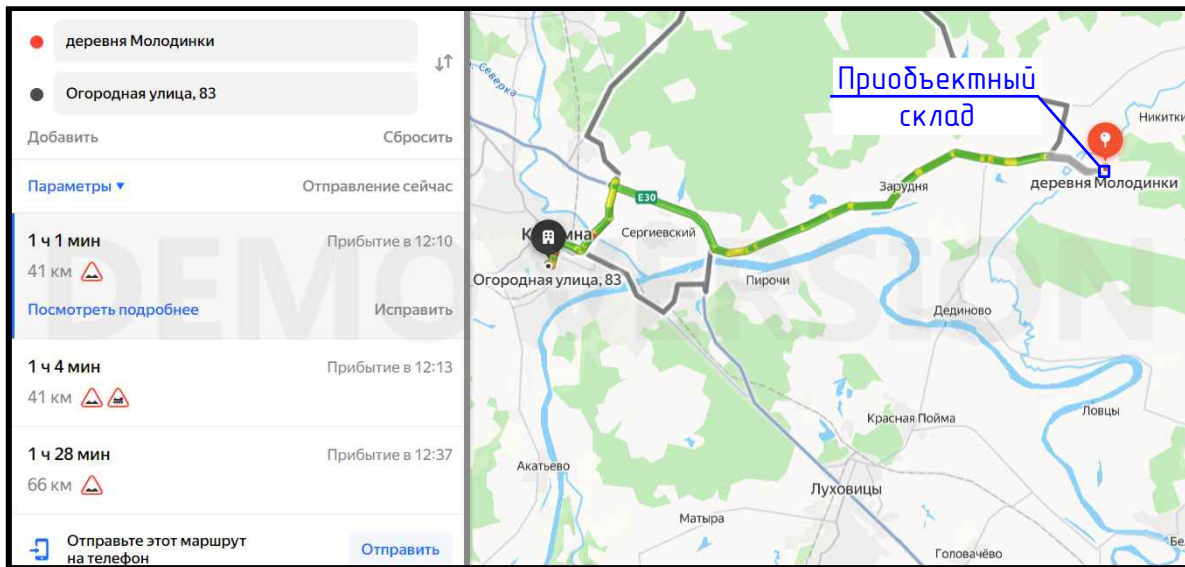 деревня Молодинки
Огородная улица, 83
Добавить
Сбросить
Параметры ▾
Отправление сейчас
1 ч 1 мин
Прибытие в 12:10
41 км
Посмотреть подробнее
Исправить
1 ч 4 мин
Прибытие в 12:13
41 км
1 ч 28 мин
Прибытие в 12:37
66 км
Отправьте этот маршрут
на телефон
Отправить
DEMO VERSION
Северка
Приобъектный
склад
Никитки
деревня Молодинки
Зарудня
E30
Сергиевский
Огородная улица, 83
Пирочи
Дединово
Ловцы
Красная Пойма
Акатьево
Луховицы
Матыра
Головачёво